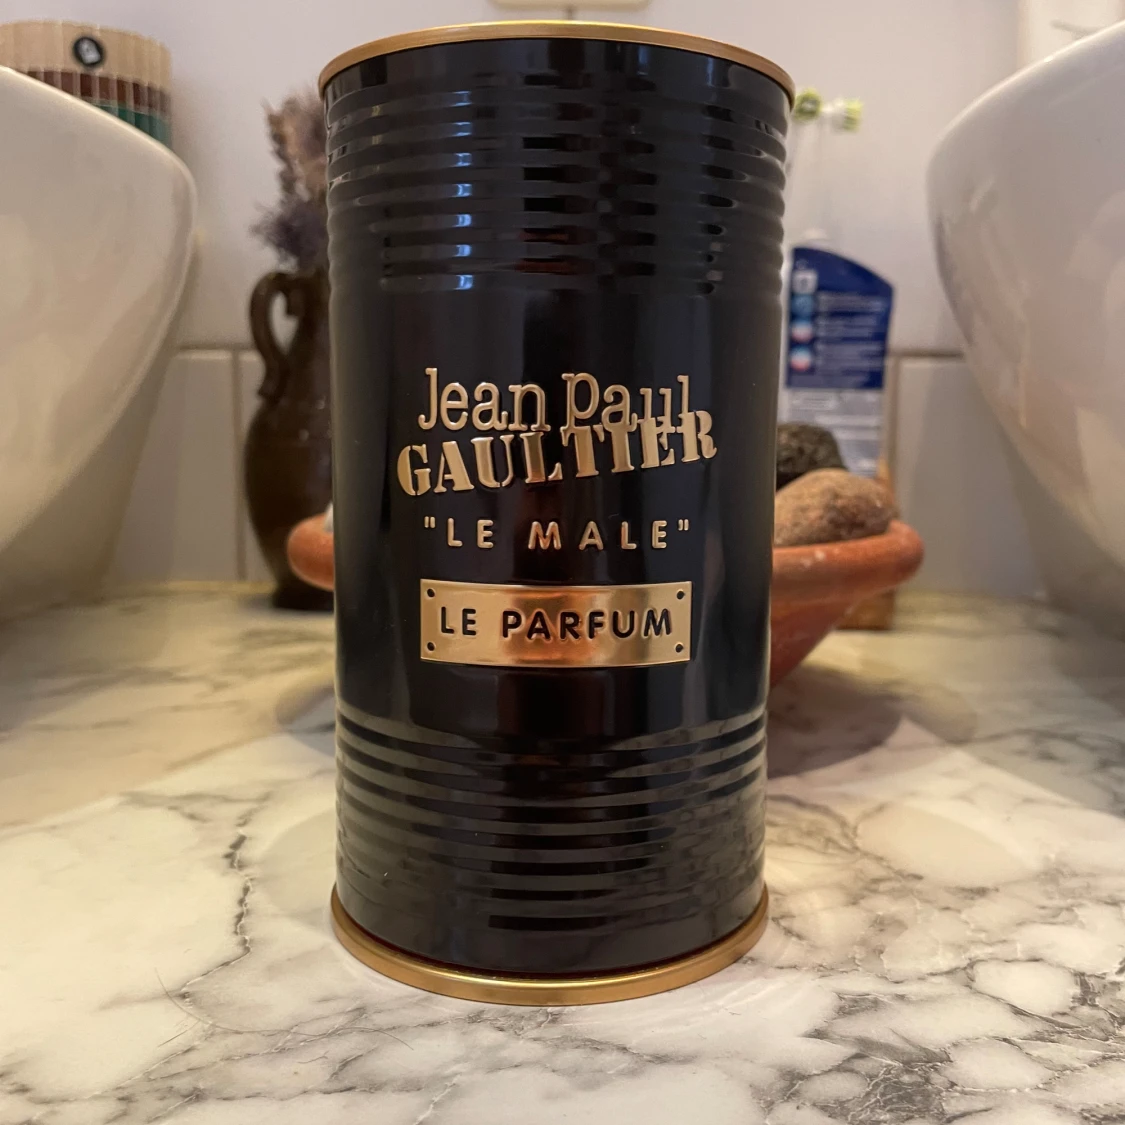 Jean Paul
GAULTIER
"LE MALE"
LE PARFUM